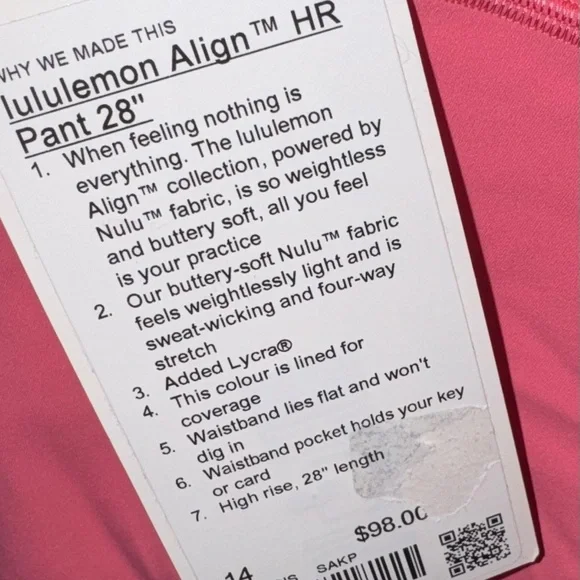 WHY WE MADE THIS
lululemon Align™ HR
Pant 28"
1. When feeling nothing is
everything. The lululemon
Align™ collection, powered by
Nulu™ fabric, is so weightless
and buttery soft, all you feel
is your practice
2. Our buttery-soft Nulu™ fabric
feels weightlessly light and is
sweat-wicking and four-way
stretch
3. Added Lycra®
4. This colour is lined for
coverage
5. Waistband lies flat and won't
dig in
6. Waistband pocket holds your key
or card
7. High rise, 28" length
$98.00
14
SAKP